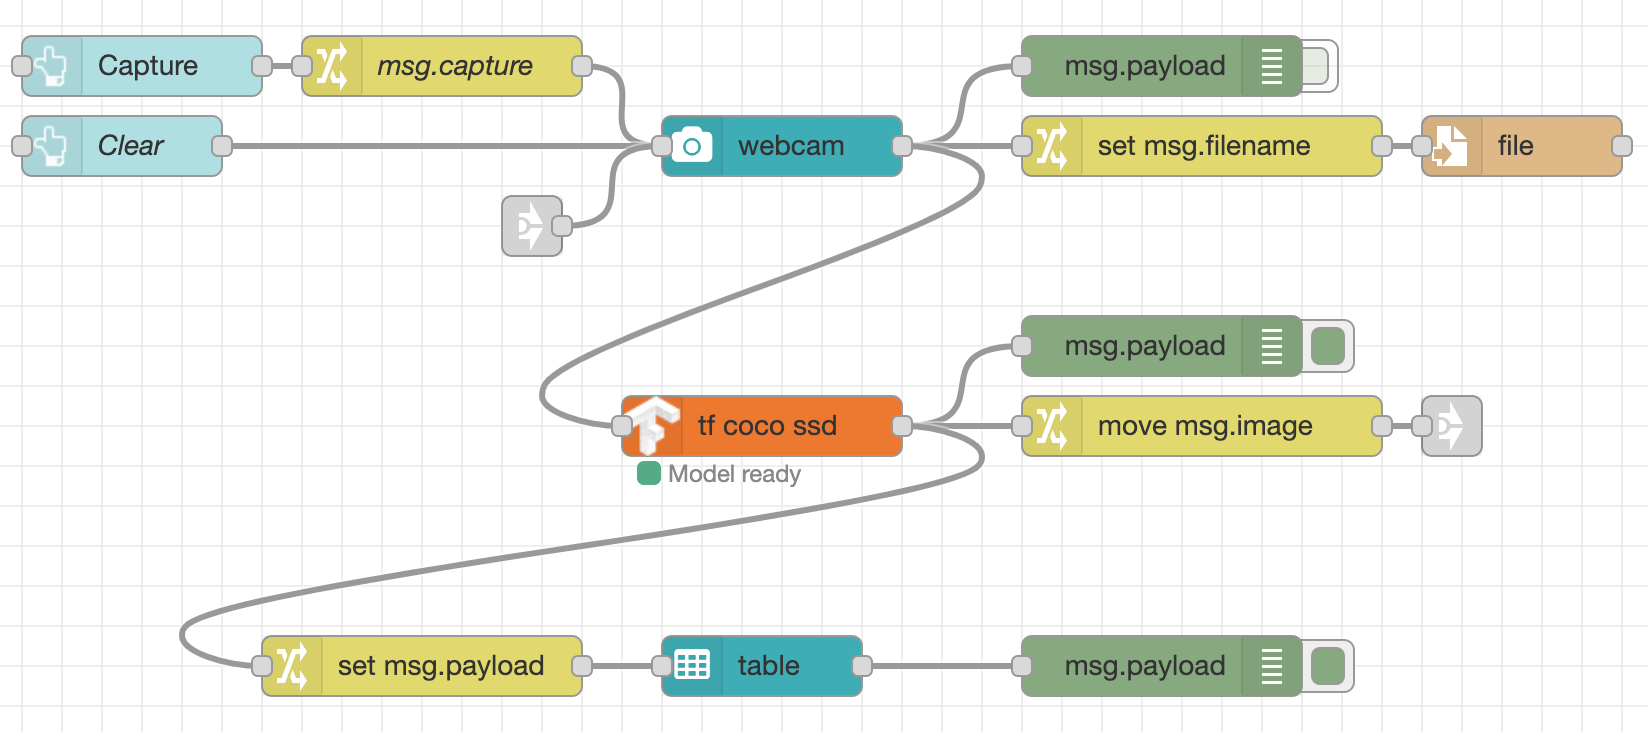 Capture
msg.capture
msg.payload
Clear
webcam
set msg.filename
file
msg.payload
tf coco ssd
move msg.image
Model ready
set msg.payload
table
msg.payload